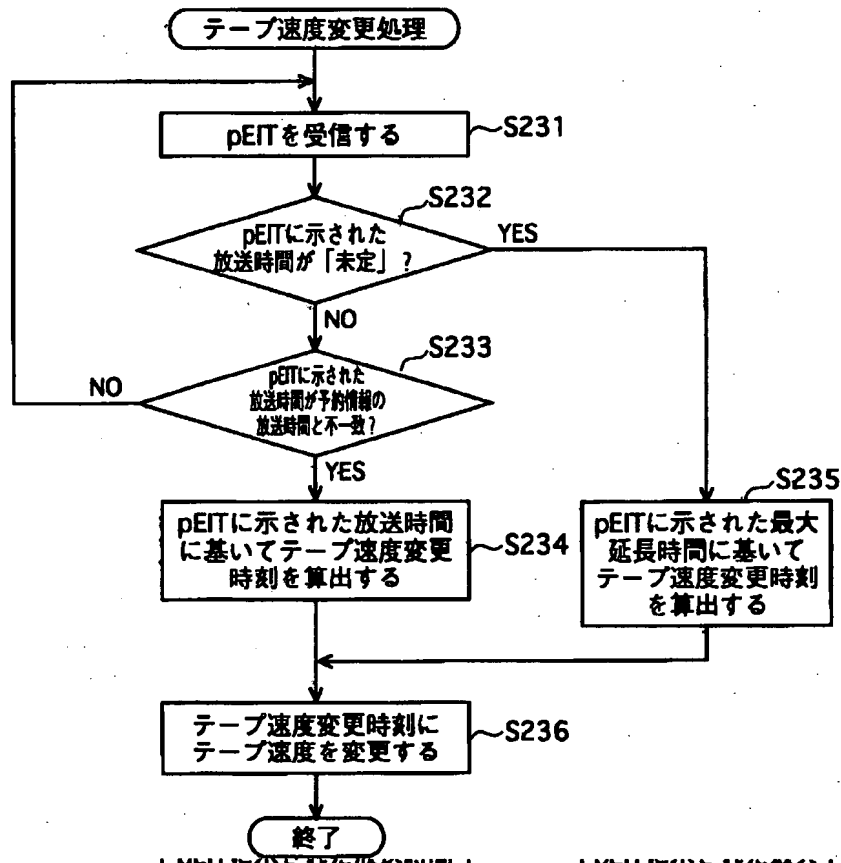 テープ速度変更処理
pEITを受信する
S231
S232
pEITに示された
放送時間が「未定」?
YES
NO
S233
pEITに示された
放送時間が予約情報の
放送時間と不一致?
NO
YES
pEITに示された放送時間
に基いてテープ速度変更
時刻を算出する
S234
S235
pEITに示された最大
延長時間に基いて
テープ速度変更時刻
を算出する
テープ速度変更時刻に
テープ速度を変更する
S236
終了